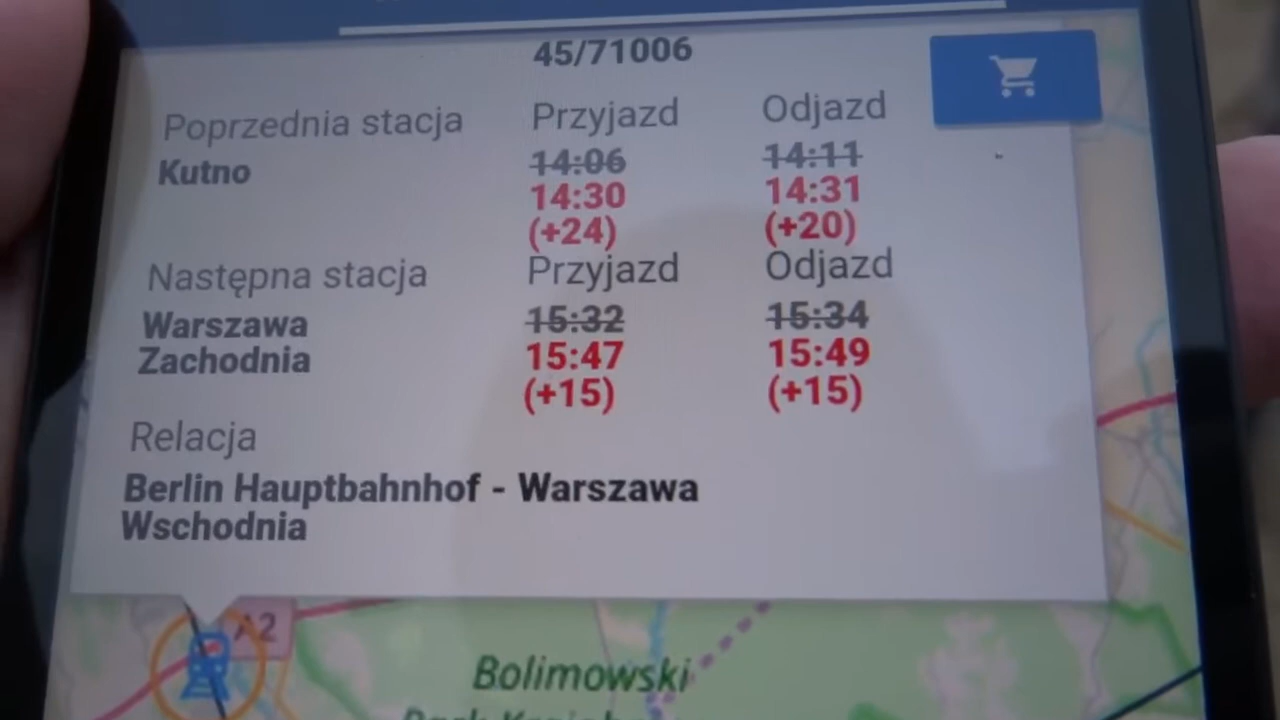 45/71006
Poprzednia stacja Przyjazd Odjazd
Kutno 14:06 14:11
14:30 14:31
(+24) (+20)
Następna stacja Przyjazd Odjazd
Warszawa 15:32 15:34
Zachodnia 15:47 15:49
(+15) (+15)
Relacja
Berlin Hauptbahnhof - Warszawa
Wschodnia
A2
Bolimowski